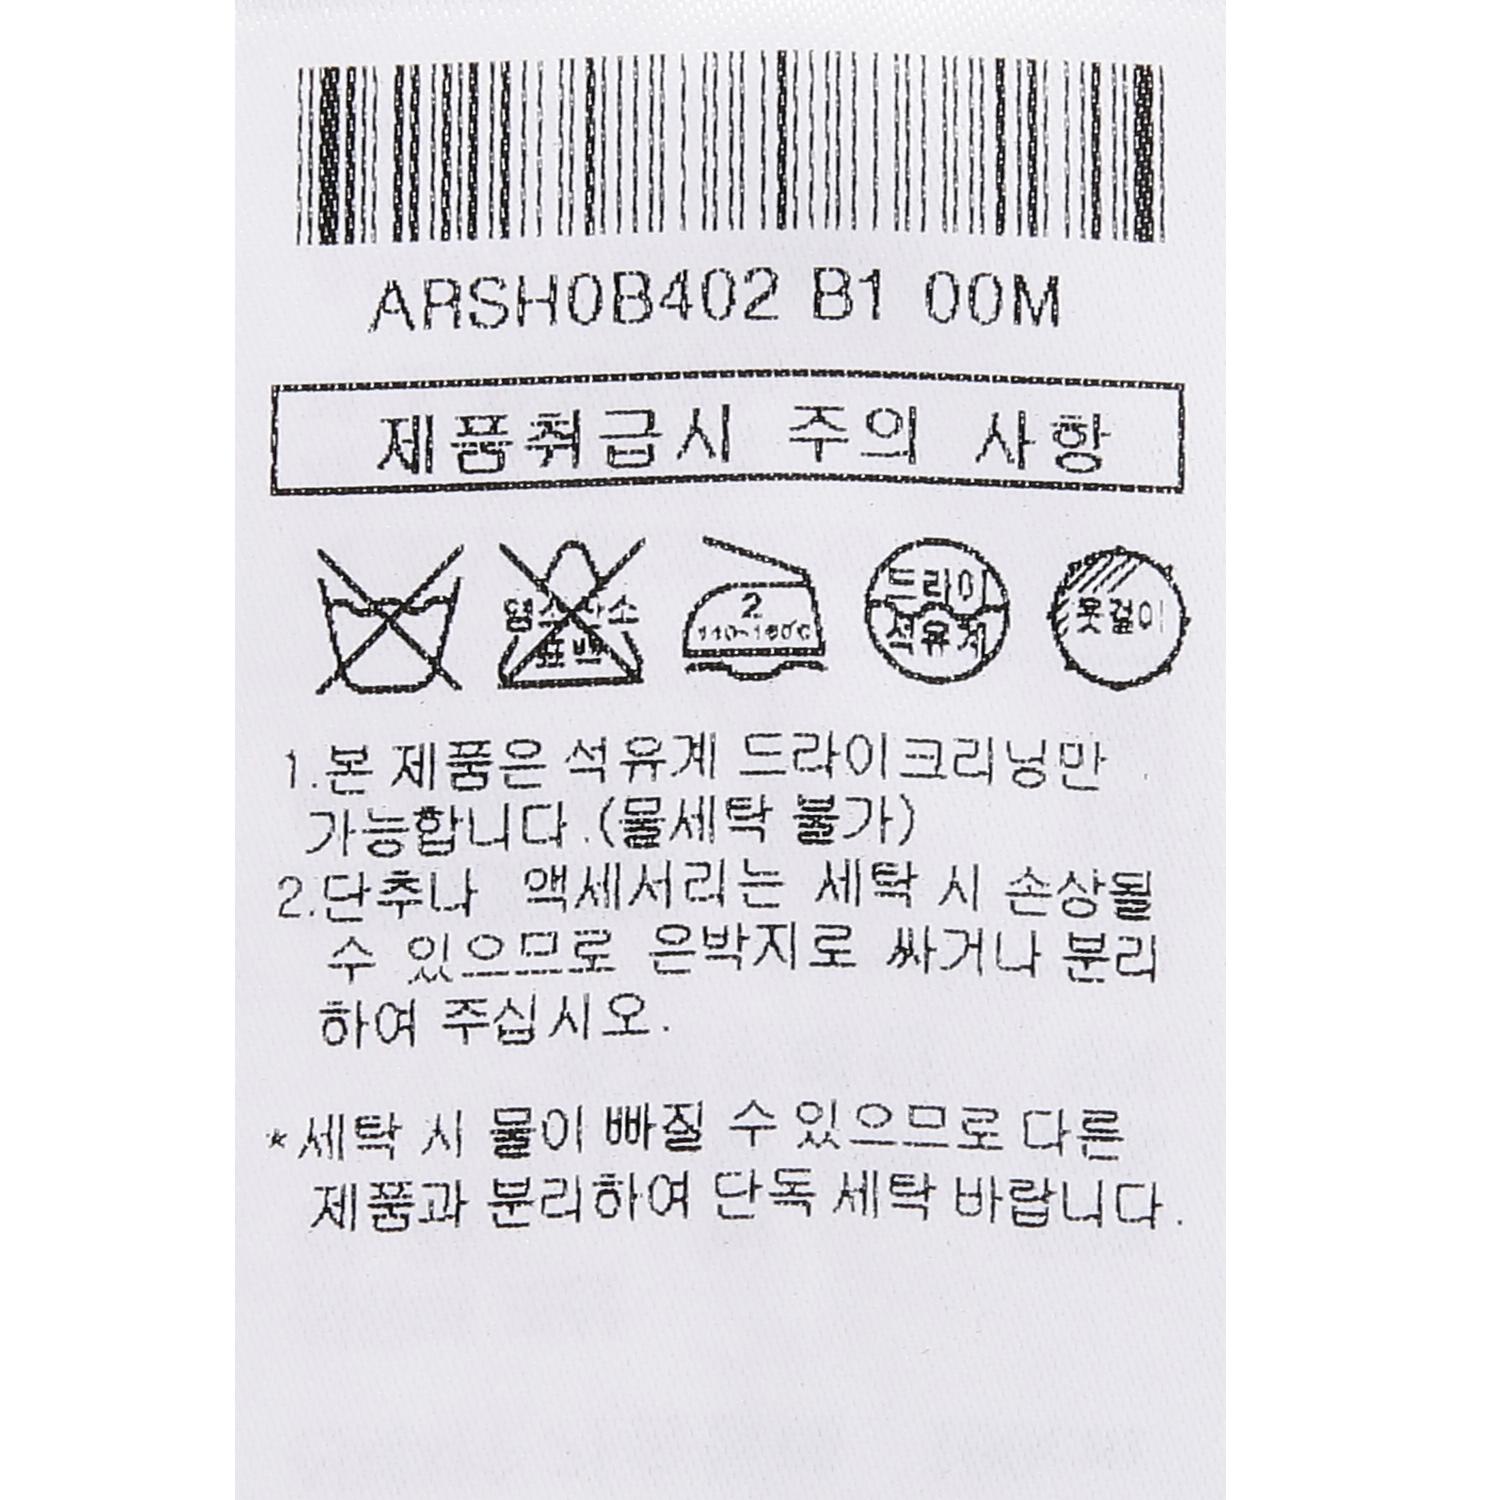 ARSH0B402 B1 00M
제품취급시 주의 사항
염소산소
표백
2
110~150℃
드라이
석유계
옷걸이
1.본 제품은 석유계 드라이크리닝만
가능합니다.(물세탁 불가)
2.단추나 액세서리는 세탁 시 손상될
수 있으므로 은박지로 싸거나 분리
하여 주십시오.
*세탁 시 물이 빠질 수 있으므로 다른
제품과 분리하여 단독 세탁 바랍니다.